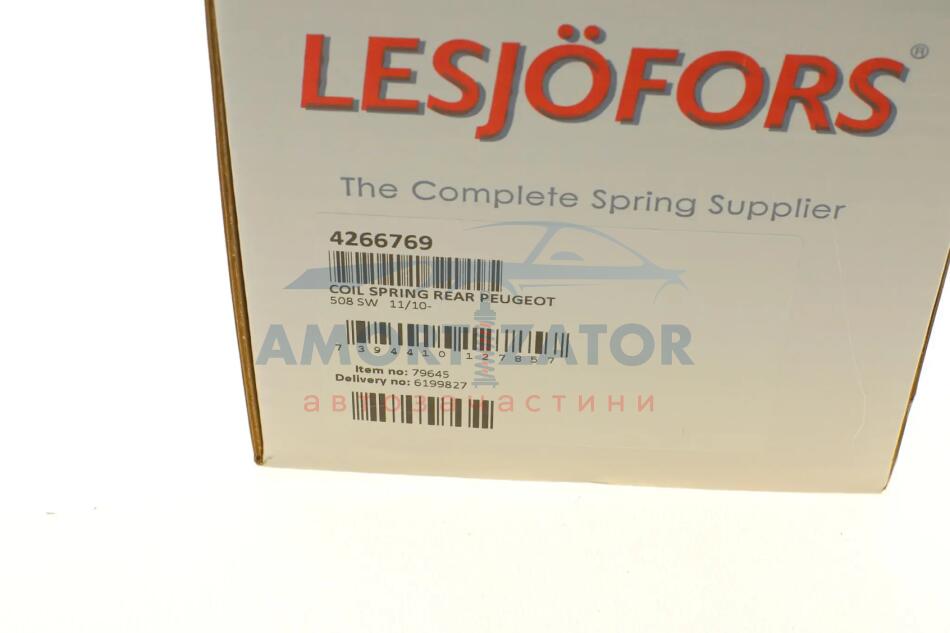 LESJÖFORS®
The Complete Spring Supplier
4266769
COIL SPRING REAR PEUGEOT
508 SW 11/10-
AMORTIZATOR
7 394410 127857
Item no: 79645
Delivery no: 6199827
автозапчастини